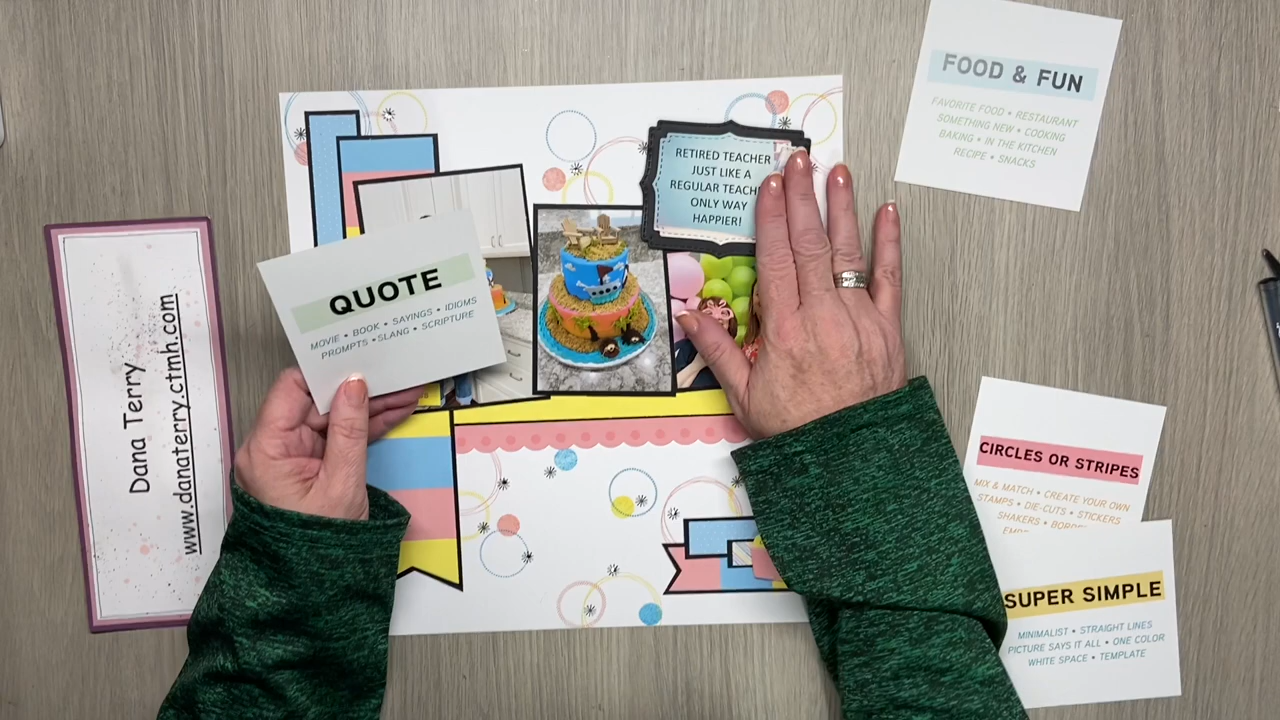 FOOD & FUN
FAVORITE FOOD • RESTAURANT
SOMETHING NEW • COOKING
BAKING • IN THE KITCHEN
RECIPE • SNACKS
RETIRED TEACHER
JUST LIKE A
REGULAR
ONLY WAY
HAPPIER!
QUOTE
MOVIE • BOOK • SAYINGS • IDIOMS
PROMPTS • SLANG • SCRIPTURE
Dana Terry
www.danaterry.ctmh.com
CIRCLES OR STRIPES
MIX & MATCH • CREATE YOUR OWN
STAMPS • DIE-CUTS • STICKERS
SHAKERS •
SUPER SIMPLE
MINIMALIST • STRAIGHT LINES
PICTURE SAYS IT ALL • ONE COLOR
WHITE SPACE • TEMPLATE